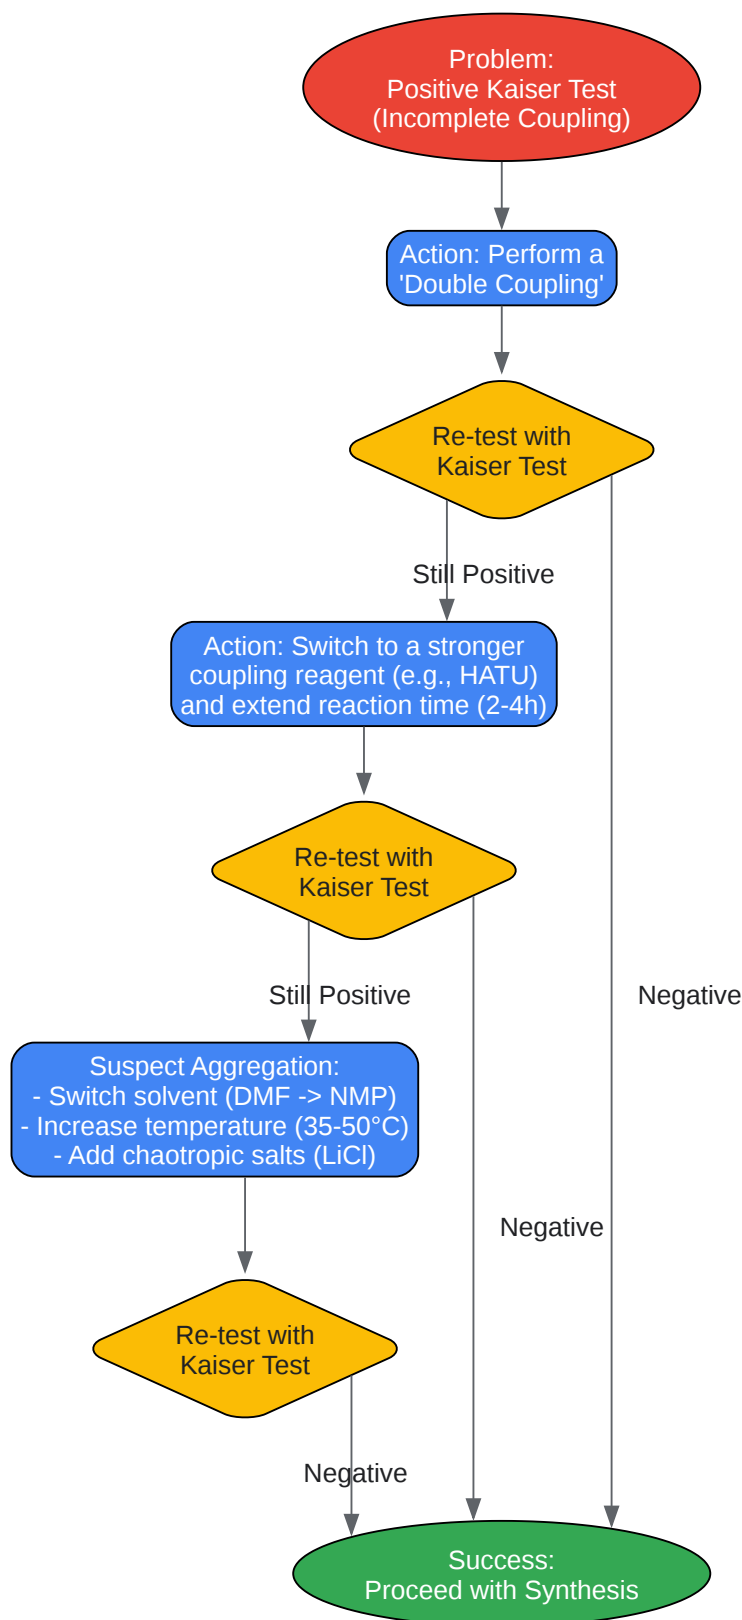 Problem:
Positive Kaiser Test
(Incomplete Coupling)
Action: Perform a
'Double Coupling'
Re-test with
Kaiser Test
Still Positive
Action: Switch to a stronger
coupling reagent (e.g., HATU)
and extend reaction time (2-4h)
Re-test with
Kaiser Test
Still Positive
Negative
Suspect Aggregation:
- Switch solvent (DMF -> NMP)
- Increase temperature (35-50°C)
- Add chaotropic salts (LiCl)
Negative
Re-test with
Kaiser Test
Negative
Success:
Proceed with Synthesis